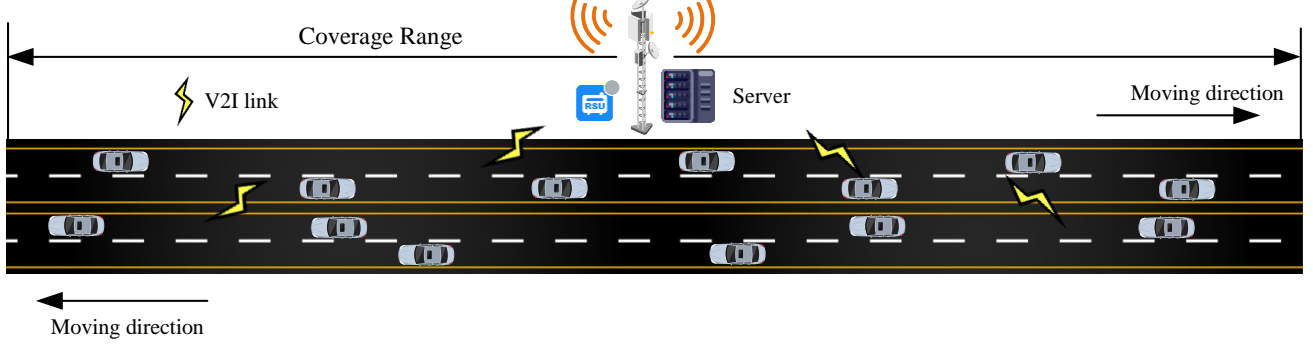 Coverage Range
V2I link
RSU
Server
Moving direction
Moving direction